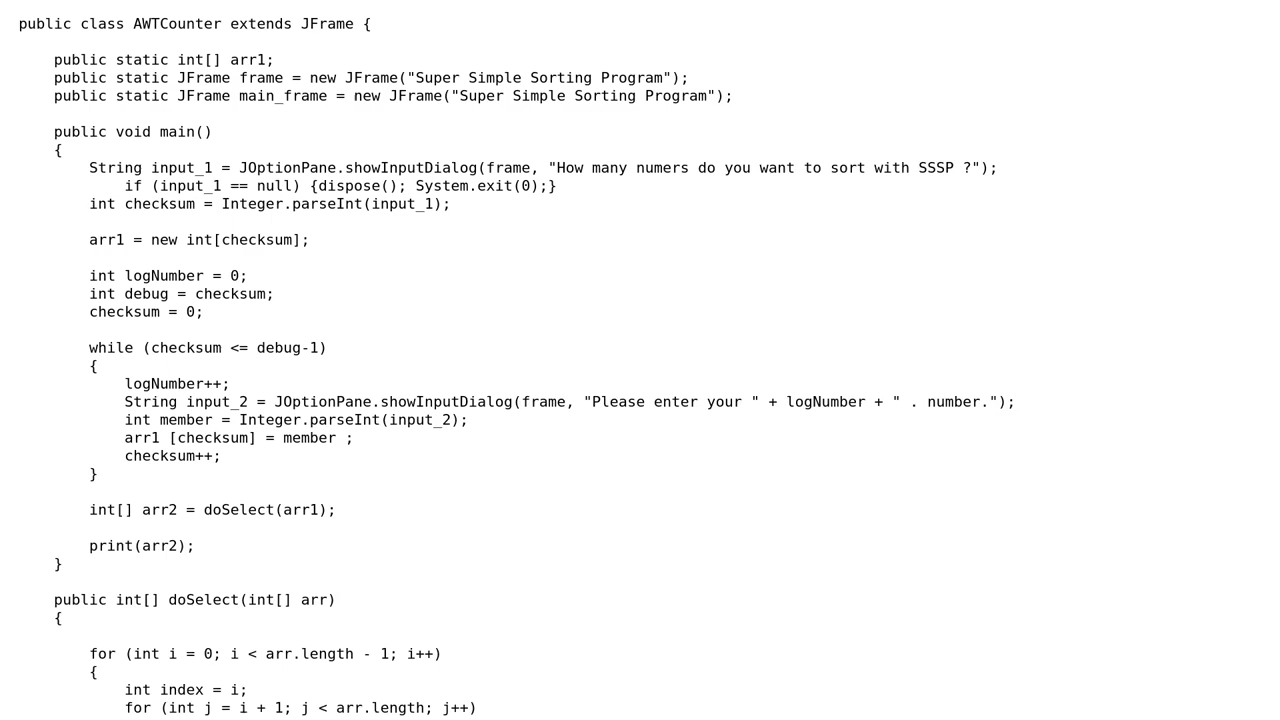 public class AWTCounter extends JFrame {
public static int[] arr1;
public static JFrame frame = new JFrame("Super Simple Sorting Program");
public static JFrame main_frame = new JFrame("Super Simple Sorting Program");
public void main()
{
String input_1 = JOptionPane.showInputDialog(frame, "How many numers do you want to sort with SSSP ?");
if (input_1 == null) {dispose(); System.exit(0);}
int checksum = Integer.parseInt(input_1);
arr1 = new int[checksum];
int logNumber = 0;
int debug = checksum;
checksum = 0;
while (checksum <= debug-1)
{
logNumber++;
String input_2 = JOptionPane.showInputDialog(frame, "Please enter your " + logNumber + " . number.");
int member = Integer.parseInt(input_2);
arr1 [checksum] = member ;
checksum++;
}
int[] arr2 = doSelect(arr1);
print(arr2);
}
public int[] doSelect(int[] arr)
{
for (int i = 0; i < arr.length - 1; i++)
{
int index = i;
for (int j = i + 1; j < arr.length; j++)